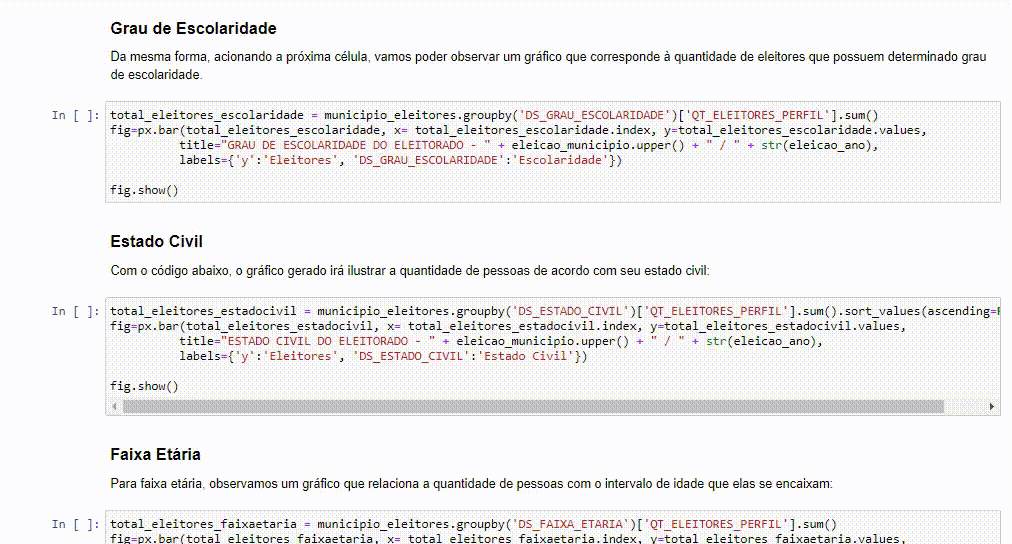 Grau de Escolaridade
Da mesma forma, acionando a próxima célula, vamos poder observar um gráfico que corresponde à quantidade de eleitores que possuem determinado grau
de escolaridade.
In [ ]: total_eleitores_escolaridade = municipio_eleitores.groupby('DS_GRAU_ESCOLARIDADE')['QT_ELEITORES_PERFIL'].sum()
fig=px.bar(total_eleitores_escolaridade, x= total_eleitores_escolaridade.index, y=total_eleitores_escolaridade.values,
title="GRAU DE ESCOLARIDADE DO ELEITORADO - " + eleicao_municipio.upper() + " / " + str(eleicao_ano),
labels={'y':'Eleitores', 'DS_GRAU_ESCOLARIDADE':'Escolaridade'})
fig.show()
Estado Civil
Com o código abaixo, o gráfico gerado irá ilustrar a quantidade de pessoas de acordo com seu estado civil:
In [ ]: total_eleitores_estadocivil = municipio_eleitores.groupby('DS_ESTADO_CIVIL')['QT_ELEITORES_PERFIL'].sum().sort_values(ascending=
fig=px.bar(total_eleitores_estadocivil, x= total_eleitores_estadocivil.index, y=total_eleitores_estadocivil.values,
title="ESTADO CIVIL DO ELEITORADO - " + eleicao_municipio.upper() + " / " + str(eleicao_ano),
labels={'y':'Eleitores', 'DS_ESTADO_CIVIL':'Estado Civil'})
fig.show()
Faixa Etária
Para faixa etária, observamos um gráfico que relaciona a quantidade de pessoas com o intervalo de idade que elas se encaixam:
In [ ]: total_eleitores_faixaetaria = municipio_eleitores.groupby('DS_FAIXA_ETARIA')['QT_ELEITORES_PERFIL'].sum()
fig=px.bar(total_eleitores_faixaetaria, x= total_eleitores_faixaetaria.index, y=total_eleitores_faixaetaria.values,